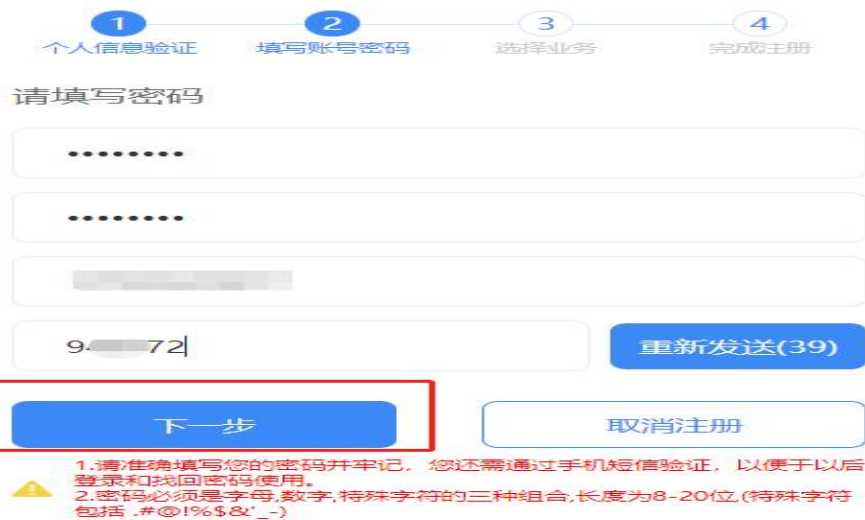 1 2 3 4
个人信息验证 填写账号密码 选择业务 完成注册
请填写密码
••••••••
••••••••
94 72
重新发送(39)
下一步 取消注册
1.请准确填写您的密码并牢记，您还需通过手机短信验证，以便于以后
登录和找回密码使用。
2.密码必须是字母,数字,特殊字符的三种组合,长度为8-20位,(特殊字符
包括 .#@!%$&'_-)